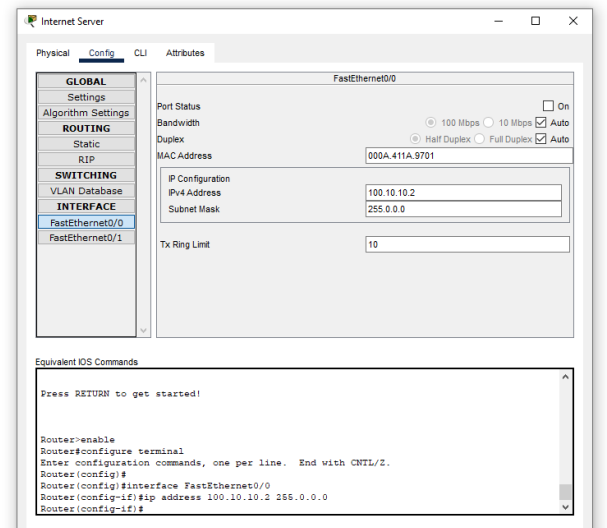 Internet Server
Physical Config CLI Attributes
GLOBAL
Settings
Algorithm Settings
ROUTING
Static
RIP
SWITCHING
VLAN Database
INTERFACE
FastEthernet0/0
FastEthernet0/1
FastEthernet0/0
Port Status On
Bandwidth 100 Mbps 10 Mbps Auto
Duplex Half Duplex Full Duplex Auto
MAC Address 000A.411A.9701
IP Configuration
IPv4 Address 100.10.10.2
Subnet Mask 255.0.0.0
Tx Ring Limit 10
Equivalent IOS Commands
Press RETURN to get started!
Router>enable
Router#configure terminal
Enter configuration commands, one per line. End with CNTL/Z.
Router(config)#
Router(config)#interface FastEthernet0/0
Router(config-if)#ip address 100.10.10.2 255.0.0.0
Router(config-if)#